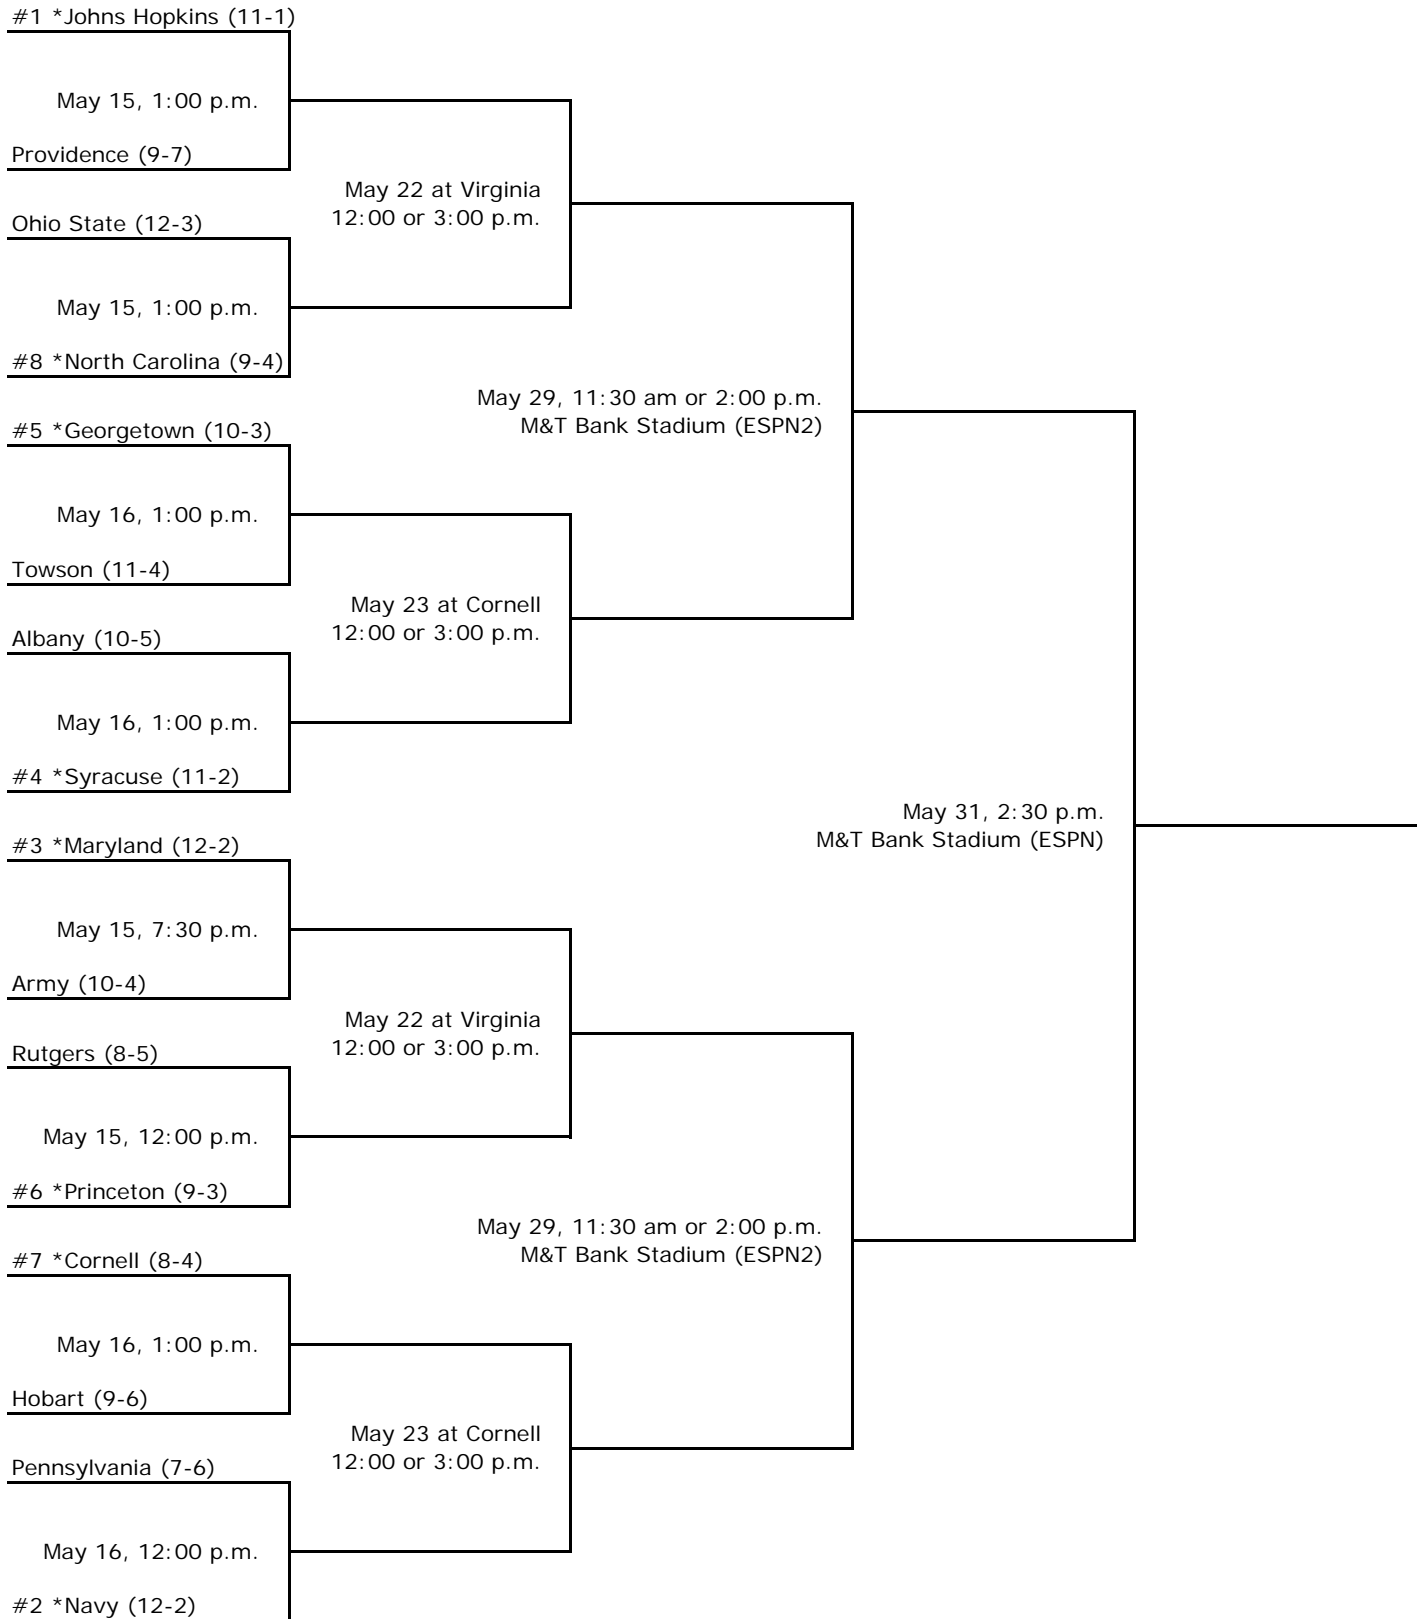 #1 *Johns Hopkins (11-1)
May 15, 1:00 p.m.
Providence (9-7)
May 22 at Virginia
12:00 or 3:00 p.m.
Ohio State (12-3)
May 15, 1:00 p.m.
#8 *North Carolina (9-4)
May 29, 11:30 am or 2:00 p.m.
M&T Bank Stadium (ESPN2)
#5 *Georgetown (10-3)
May 16, 1:00 p.m.
Towson (11-4)
May 23 at Cornell
12:00 or 3:00 p.m.
Albany (10-5)
May 16, 1:00 p.m.
#4 *Syracuse (11-2)
May 31, 2:30 p.m.
M&T Bank Stadium (ESPN)
#3 *Maryland (12-2)
May 15, 7:30 p.m.
Army (10-4)
May 22 at Virginia
12:00 or 3:00 p.m.
Rutgers (8-5)
May 15, 12:00 p.m.
#6 *Princeton (9-3)
May 29, 11:30 am or 2:00 p.m.
M&T Bank Stadium (ESPN2)
#7 *Cornell (8-4)
May 16, 1:00 p.m.
Hobart (9-6)
May 23 at Cornell
12:00 or 3:00 p.m.
Pennsylvania (7-6)
May 16, 12:00 p.m.
#2 *Navy (12-2)